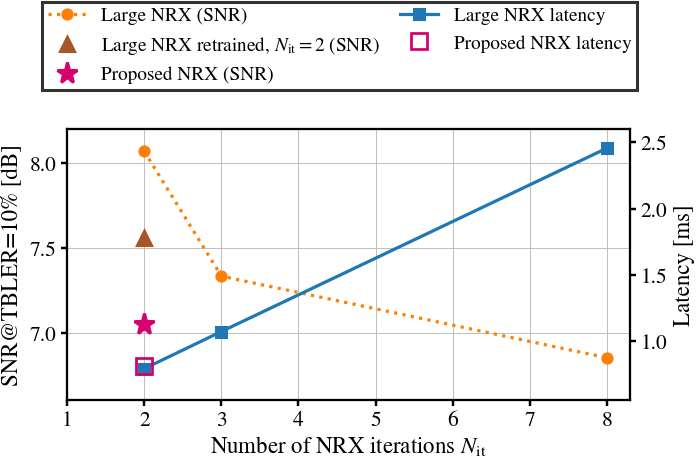 Large NRX (SNR)
Large NRX retrained, N_it = 2 (SNR)
Proposed NRX (SNR)
Large NRX latency
Proposed NRX latency
SNR@TBLER=10% [dB]
8.0
7.5
7.0
2.5
2.0
1.5
1.0
Latency [ms]
1 2 3 4 5 6 7 8
Number of NRX iterations N_it